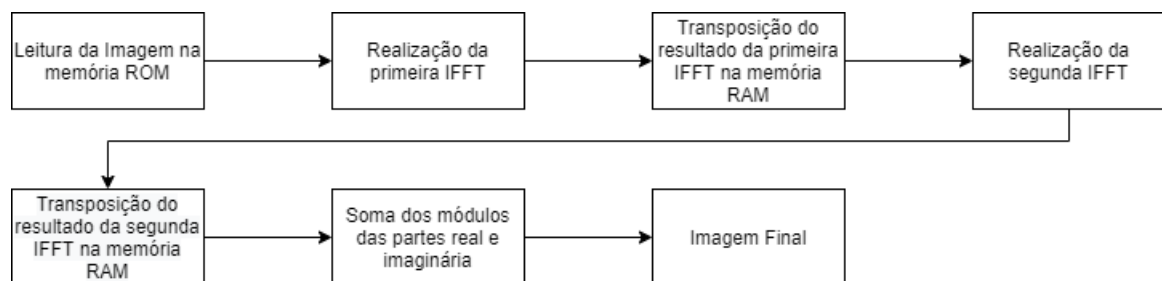 Leitura da Imagem na
memória ROM
Realização da
primeira IFFT
Transposição do
resultado da primeira
IFFT na memória
RAM
Realização da
segunda IFFT
Transposição do
resultado da segunda
IFFT na memória
RAM
Soma dos módulos
das partes real e
imaginária
Imagem Final